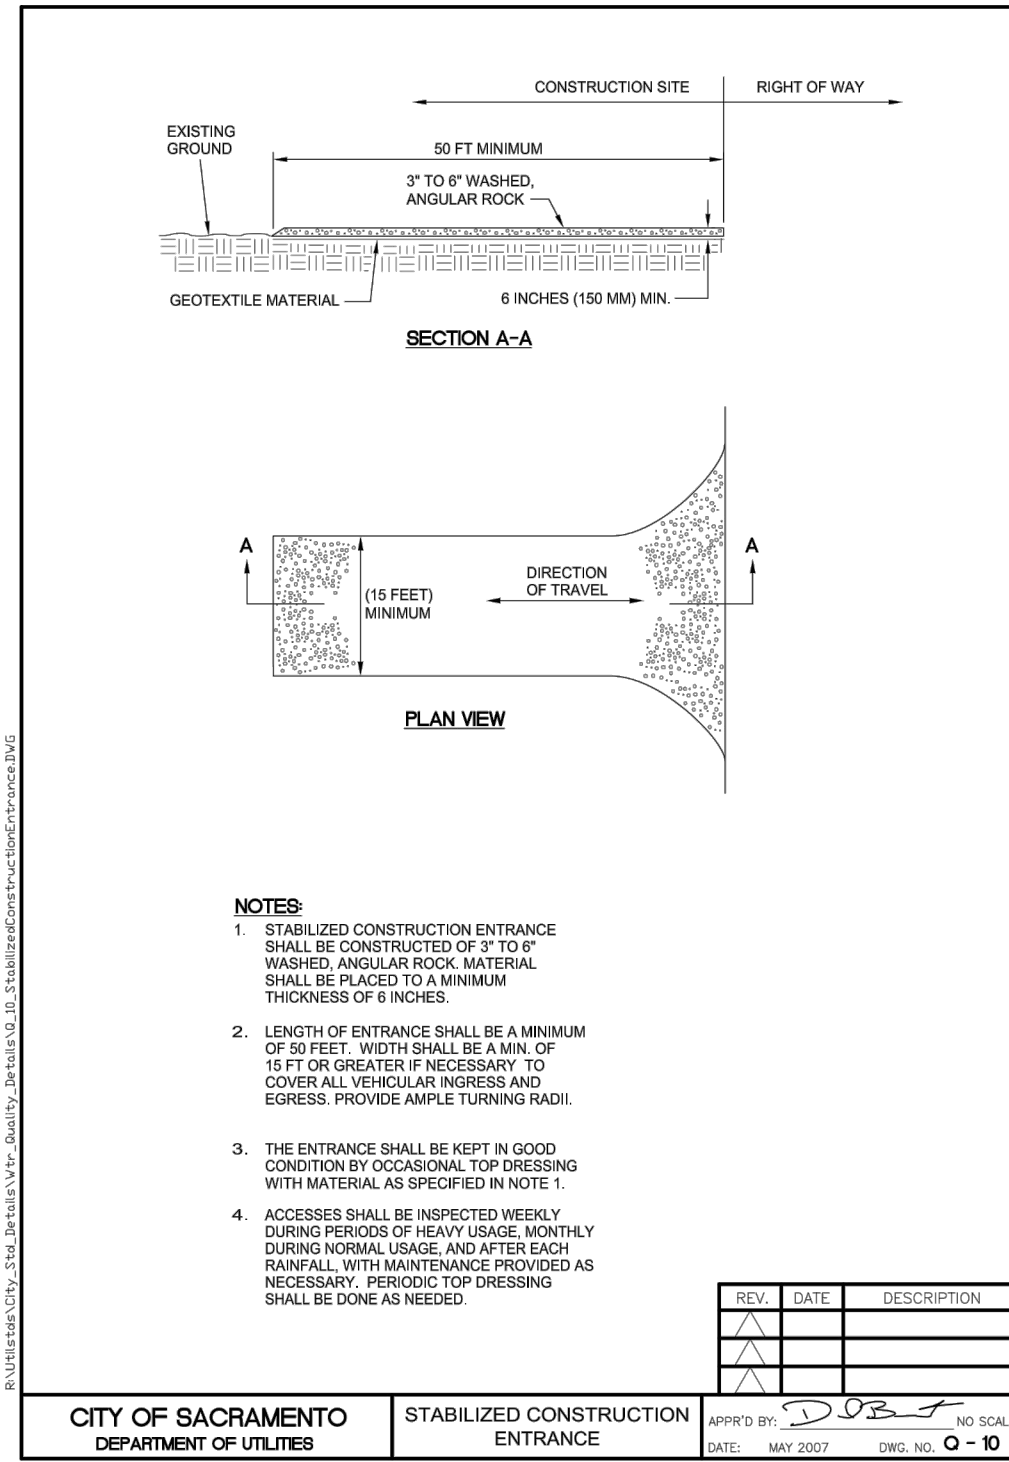 CONSTRUCTION SITE
RIGHT OF WAY
EXISTING
GROUND
50 FT MINIMUM
3" TO 6" WASHED,
ANGULAR ROCK
GEOTEXTILE MATERIAL
6 INCHES (150 MM) MIN.
SECTION A-A
A
A
(15 FEET)
MINIMUM
DIRECTION
OF TRAVEL
PLAN VIEW
NOTES:
1. STABILIZED CONSTRUCTION ENTRANCE
SHALL BE CONSTRUCTED OF 3" TO 6"
WASHED, ANGULAR ROCK. MATERIAL
SHALL BE PLACED TO A MINIMUM
THICKNESS OF 6 INCHES.
2. LENGTH OF ENTRANCE SHALL BE A MINIMUM
OF 50 FEET. WIDTH SHALL BE A MIN. OF
15 FT OR GREATER IF NECESSARY TO
COVER ALL VEHICULAR INGRESS AND
EGRESS. PROVIDE AMPLE TURNING RADII.
3. THE ENTRANCE SHALL BE KEPT IN GOOD
CONDITION BY OCCASIONAL TOP DRESSING
WITH MATERIAL AS SPECIFIED IN NOTE 1.
4. ACCESSES SHALL BE INSPECTED WEEKLY
DURING PERIODS OF HEAVY USAGE, MONTHLY
DURING NORMAL USAGE, AND AFTER EACH
RAINFALL, WITH MAINTENANCE PROVIDED AS
NECESSARY. PERIODIC TOP DRESSING
SHALL BE DONE AS NEEDED.
R:\Utilstds\City_Std_Details\Wtr_Quality_Details\Q_10_StabilizedConstructionEntrance.DWG
REV. DATE DESCRIPTION
CITY OF SACRAMENTO
DEPARTMENT OF UTILITIES
STABILIZED CONSTRUCTION
ENTRANCE
APPR'D BY: NO SCAL
DATE: MAY 2007 DWG. NO. Q - 10